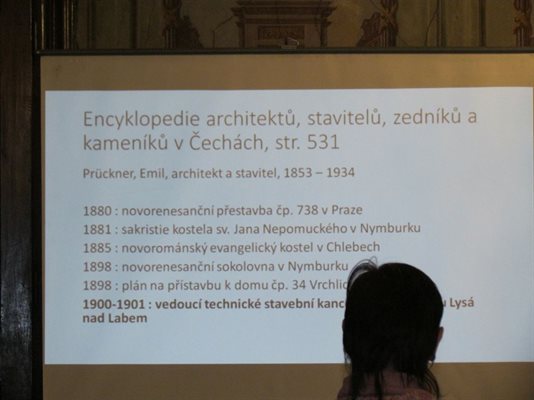 Encyklopedie architektů, stavitelů, zedníků a
kameníků v Čechách, str. 531
Prückner, Emil, architekt a stavitel, 1853 – 1934
1880 : novorenesanční přestavba čp. 738 v Praze
1881 : sakristie kostela sv. Jana Nepomuckého v Nymburku
1885 : novorománský evangelický kostel v Chlebech
1898 : novorenesanční sokolovna v Nymburku
1898 : plán na přístavbu k domu čp. 34 Vrchlic
1900-1901 : vedoucí technické stavební kanc u Lysá
nad Labem